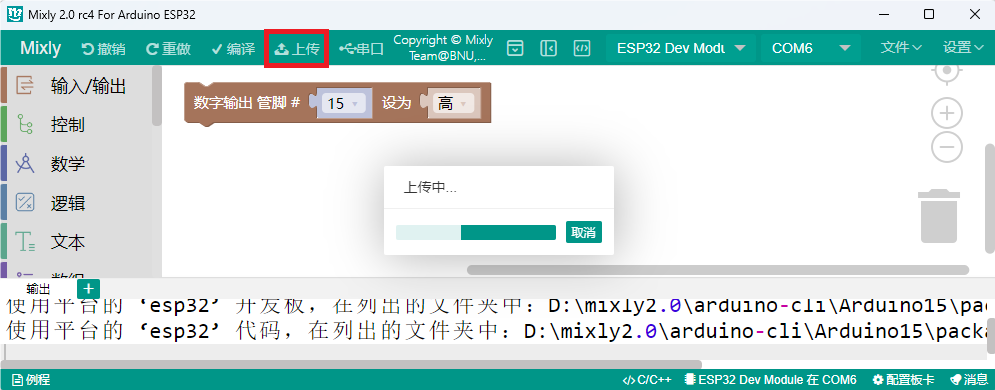 Mixly 2.0 rc4 For Arduino ESP32
Mixly 撤销 重做 编译 上传 串口 Copyright © Mixly Team@BNU,... ESP32 Dev Modu COM6 文件 设置
输入/输出
控制
数学
逻辑
文本
数组
数字输出 管脚 # 15 设为 高
上传中...
取消
输出 +
使用平台的 ‘esp32’ 开发板，在列出的文件夹中：D:\mixly2.0\arduino-cli\Arduino15\pac
使用平台的 ‘esp32’ 代码，在列出的文件夹中：D:\mixly2.0\arduino-cli\Arduino15\packa
例程 C/C++ ESP32 Dev Module 在 COM6 配置板卡 消息